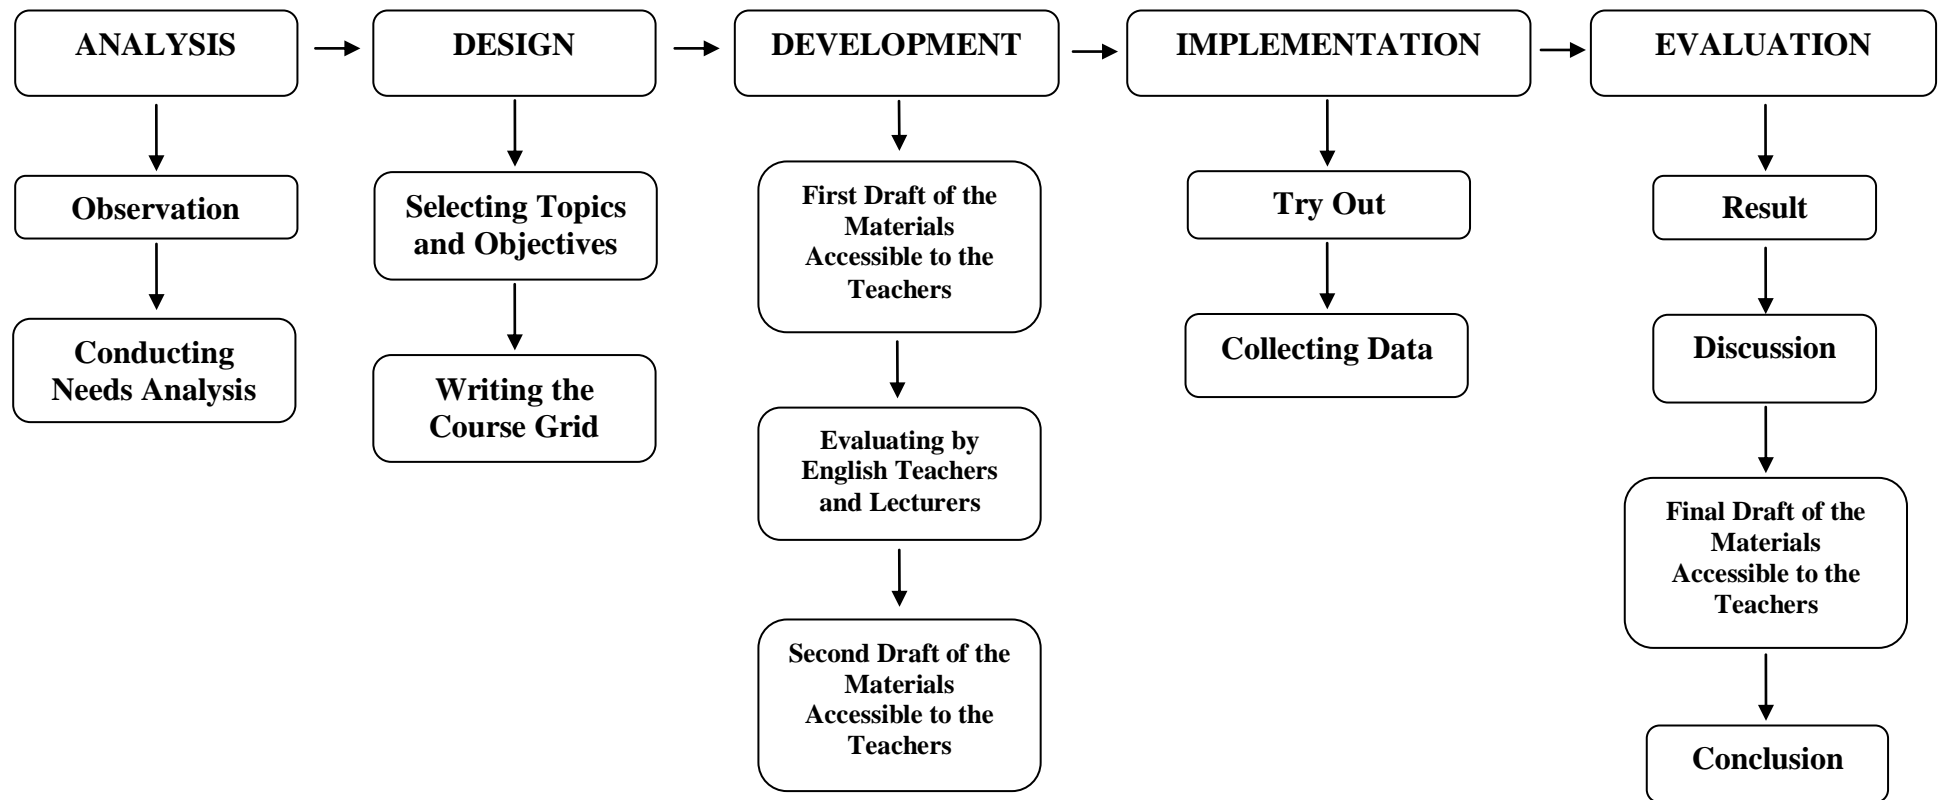 ANALYSIS
DESIGN
DEVELOPMENT
IMPLEMENTATION
EVALUATION
Observation
Conducting
Needs Analysis
Selecting Topics
and Objectives
Writing the
Course Grid
First Draft of the
Materials
Accessible to the
Teachers
Evaluating by
English Teachers
and Lecturers
Second Draft of the
Materials
Accessible to the
Teachers
Try Out
Collecting Data
Result
Discussion
Final Draft of the
Materials
Accessible to the
Teachers
Conclusion